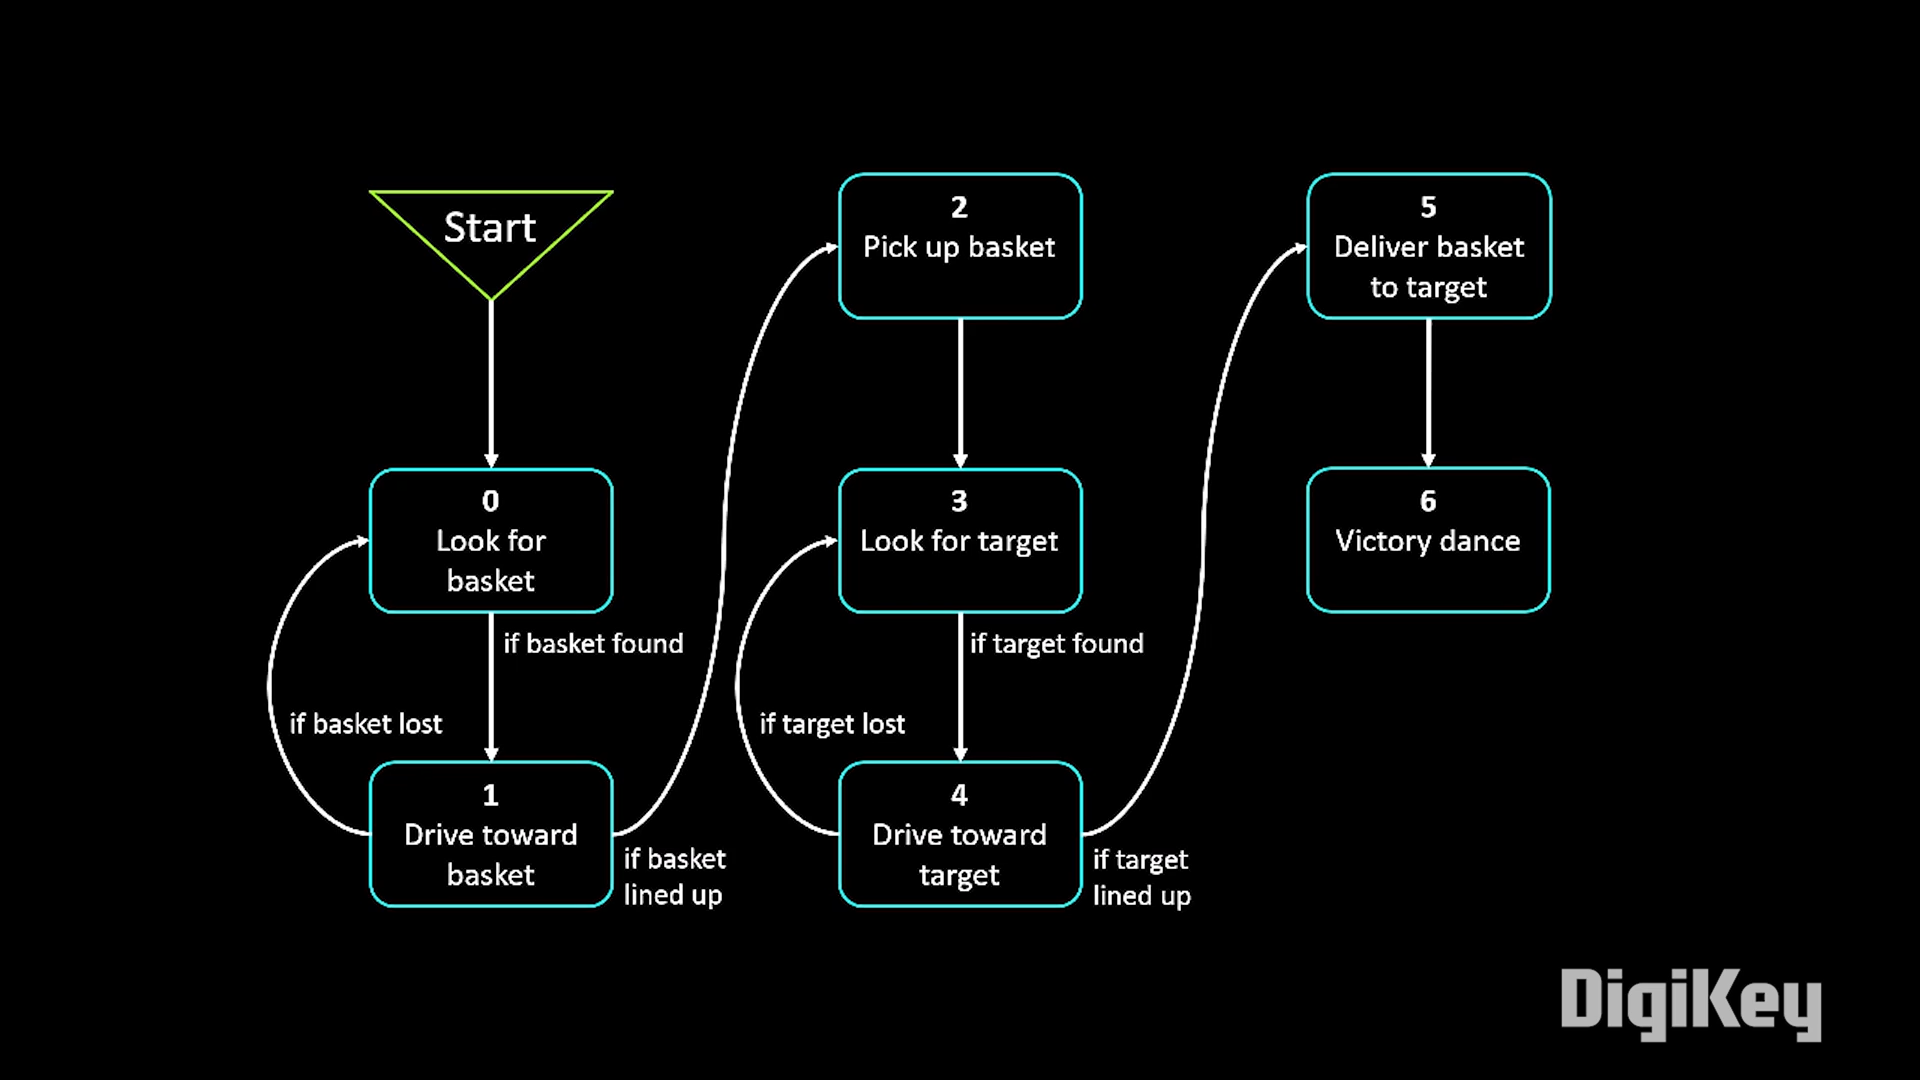 Start
0
Look for
basket
if basket found
if basket lost
1
Drive toward
basket
if basket
lined up
2
Pick up basket
3
Look for target
if target found
if target lost
4
Drive toward
target
if target
lined up
5
Deliver basket
to target
6
Victory dance
DigiKey